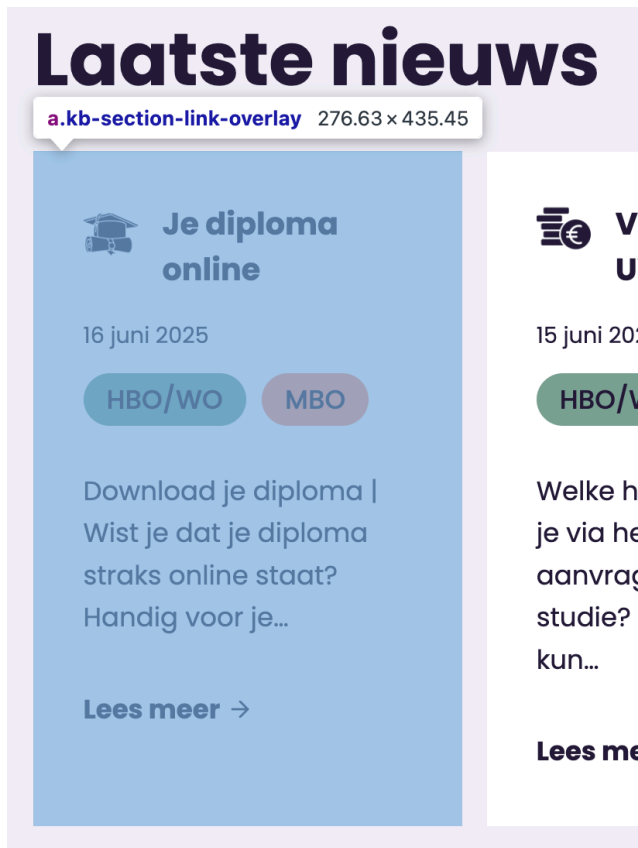 Laatste nieuws
a.kb-section-link-overlay 276.63 × 435.45
Je diploma
online
16 juni 2025
HBO/WO MBO
Download je diploma |
Wist je dat je diploma
straks online staat?
Handig voor je...
Lees meer →
15 juni
HBO/
Welke
je via
studie?
kun...
Lees